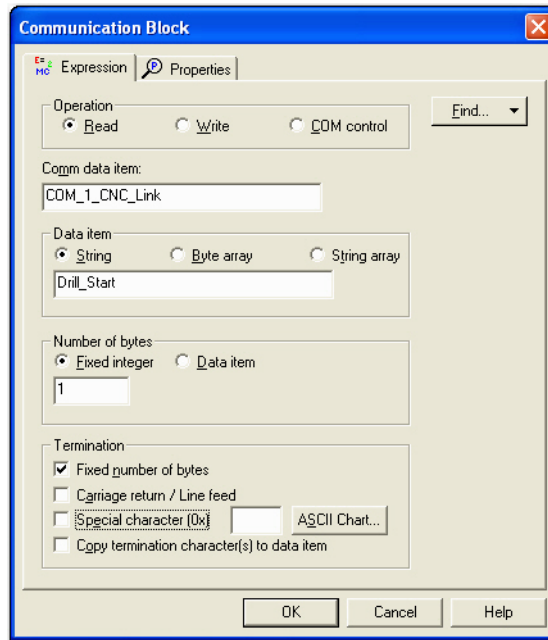 Communication Block
E= MC Expression P Properties
Operation
Read Write COM control
Find...
Comm data item:
COM_1_CNC_Link
Data item
String Byte array String array
Drill_Start
Number of bytes
Fixed integer Data item
1
Termination
Fixed number of bytes
Carriage return / Line feed
Special character (0x) ASCII Chart...
Copy termination character(s) to data item
OK Cancel Help